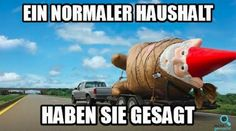 EIN NORMALER HAUSHALT
HABEN SIE GESAGT